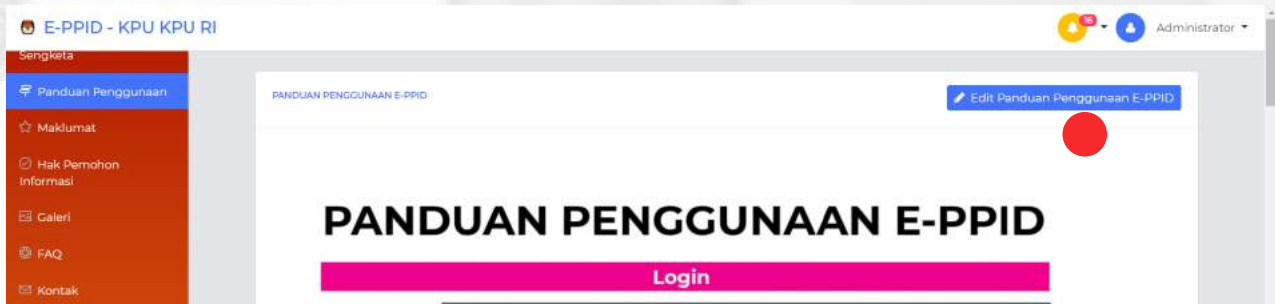 E-PPID - KPU KPU RI
16
Administrator
Sengketa
Panduan Penggunaan
PANDUAN PENGGUNAAN E-PPID
Edit Panduan Penggunaan E-PPID
Maklumat
Hak Pemohon
Informasi
Galeri
FAQ
Kontak
PANDUAN PENGGUNAAN E-PPID
Login